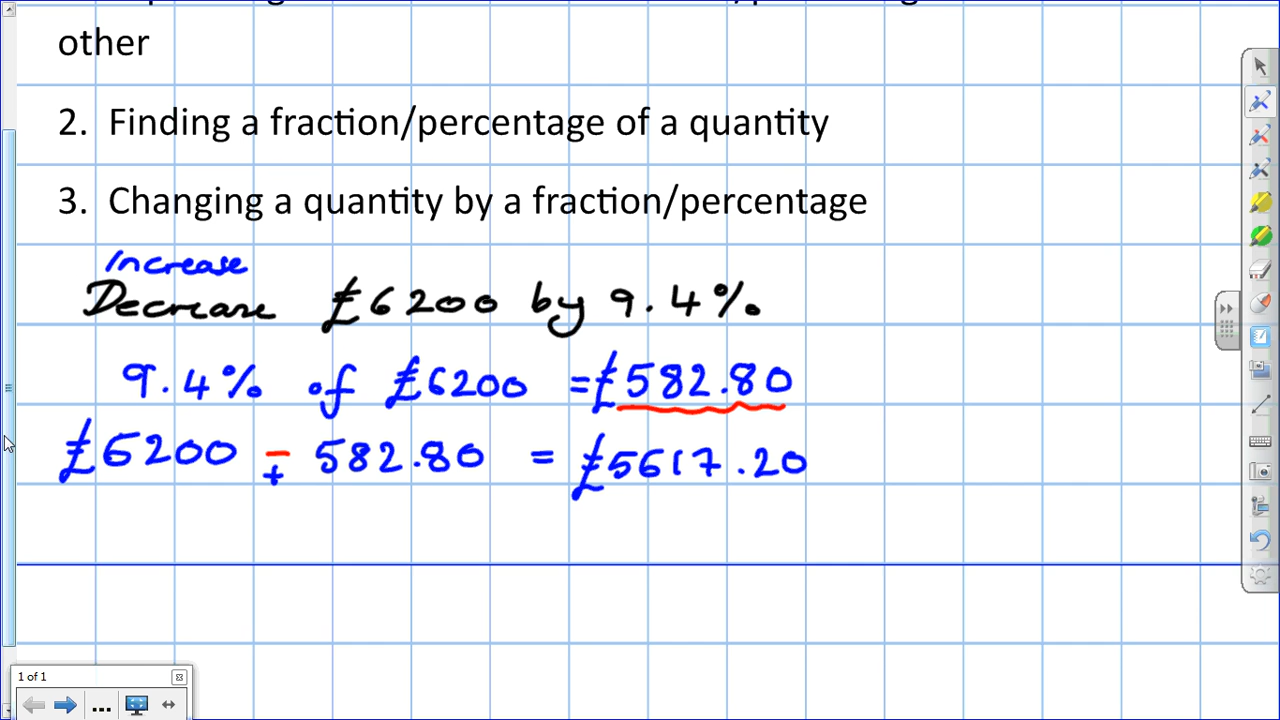 other
2. Finding a fraction/percentage of a quantity
3. Changing a quantity by a fraction/percentage
Increase
Decrease £6200 by 9.4%
9.4% of £6200 =£582.80
£6200 -+ 582.80 = £5617.20
1 of 1
...